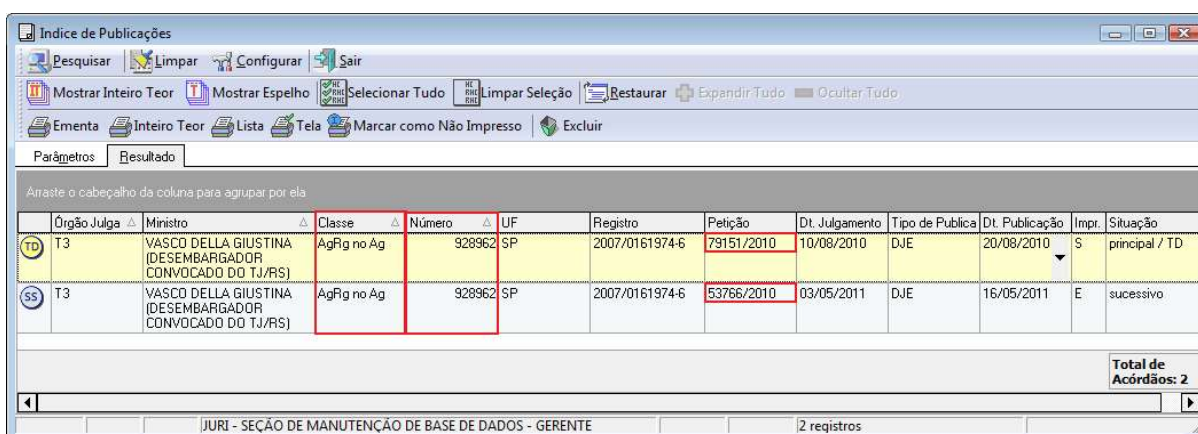 Indice de Publicações
Pesquisar Limpar Configurar Sair
Mostrar Inteiro Teor Mostrar Espelho Selecionar Tudo Limpar Seleção Restaurar Expandir Tudo Ocultar Tudo
Ementa Inteiro Teor Lista Tela Marcar como Não Impresso Excluir
Parâmetros Resultado
Arraste o cabeçalho da coluna para agrupar por ela
Órgão Julga Ministro Classe Número UF Registro Petição Dt. Julgamento Tipo de Publica Dt. Publicação Impr. Situação
TD T3 VASCO DELLA GIUSTINA AgRg no Ag 928962 SP 2007/0161974-6 79151/2010 10/08/2010 DJE 20/08/2010 S principal / TD
(DESEMBARGADOR
CONVOCADO DO TJ/RS)
SS T3 VASCO DELLA GIUSTINA AgRg no Ag 928962 SP 2007/0161974-6 53766/2010 03/05/2011 DJE 16/05/2011 E sucessivo
(DESEMBARGADOR
CONVOCADO DO TJ/RS)
Total de
Acórdãos: 2
JURI - SEÇÃO DE MANUTENÇÃO DE BASE DE DADOS - GERENTE 2 registros